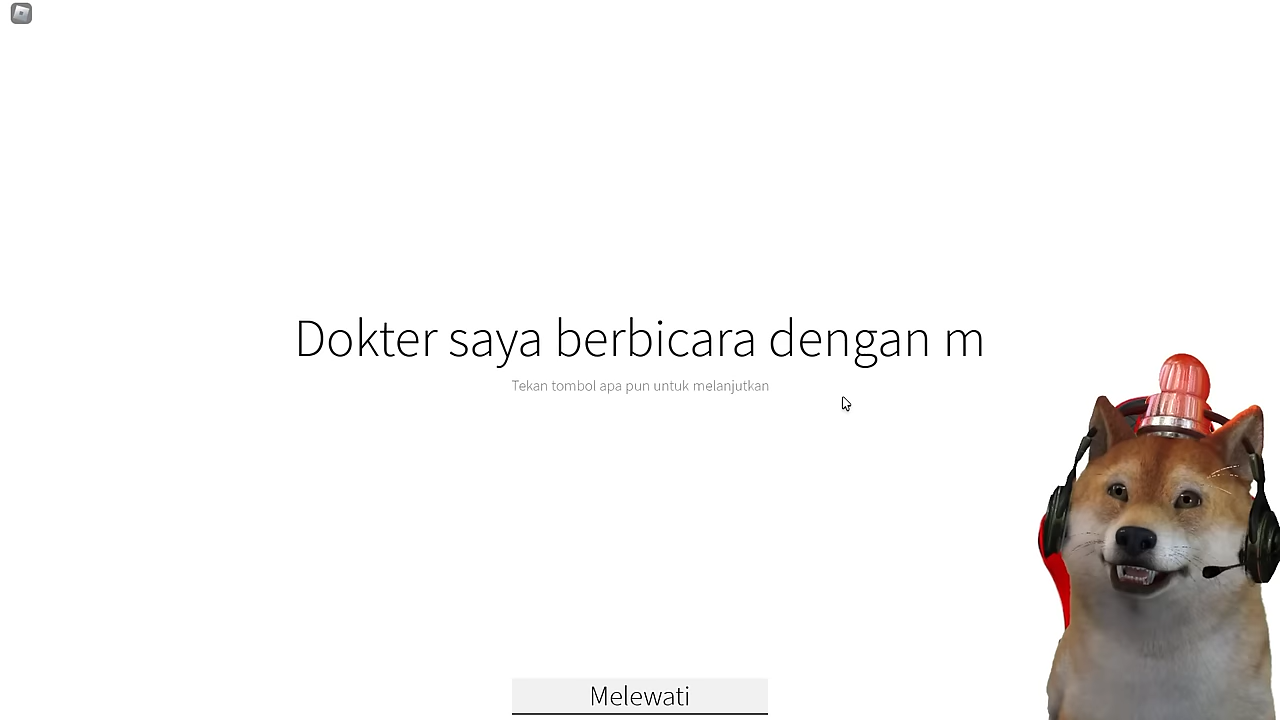 Dokter saya berbicara dengan m
Tekan tombol apa pun untuk melanjutkan
Melewati